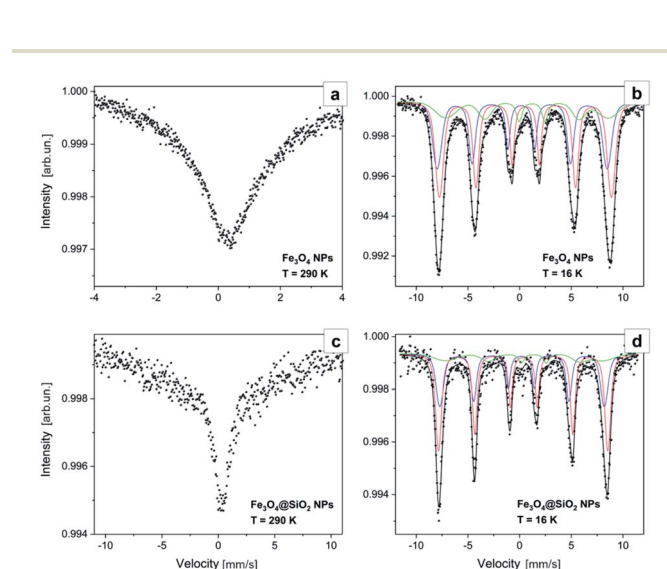 a
1.000
0.999
0.998
0.997
Intensity [arb.un.]
Fe₃O₄ NPs
T = 290 K
-4 -2 0 2 4
b
1.000
0.998
0.996
0.994
0.992
Fe₃O₄ NPs
T = 16 K
-10 -5 0 5 10
c
0.998
0.996
0.994
Intensity [arb.un.]
Fe₃O₄@SiO₂ NPs
T = 290 K
-10 -5 0 5 10
Velocity [mm/s]
d
1.000
0.998
0.996
0.994
Fe₃O₄@SiO₂ NPs
T = 16 K
-10 -5 0 5 10
Velocity [mm/s]